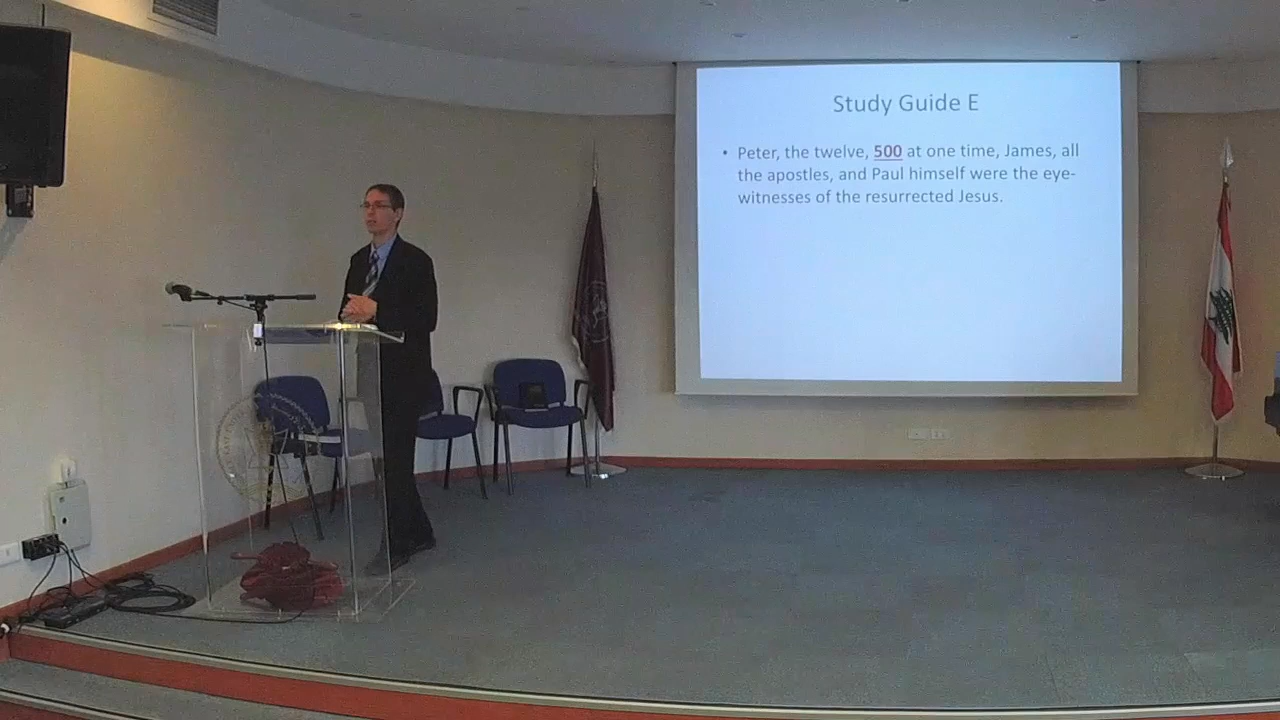 Study Guide E
• Peter, the twelve, 500 at one time, James, all
the apostles, and Paul himself were the eye-
witnesses of the resurrected Jesus.